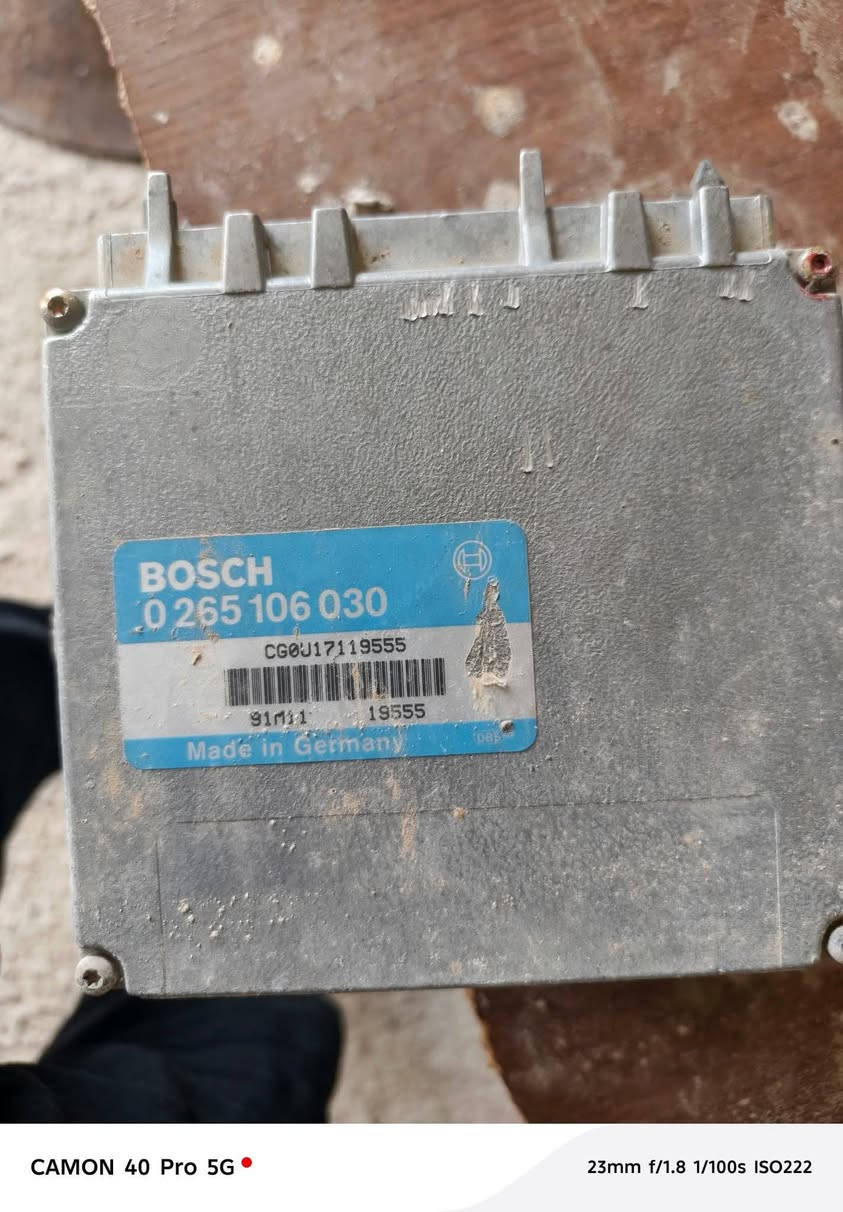 BOSCH
0 265 106 030
CG0U17119555
91M11 19555
Made in Germany
CAMON 40 Pro 5G
23mm f/1.8 1/100s ISO222